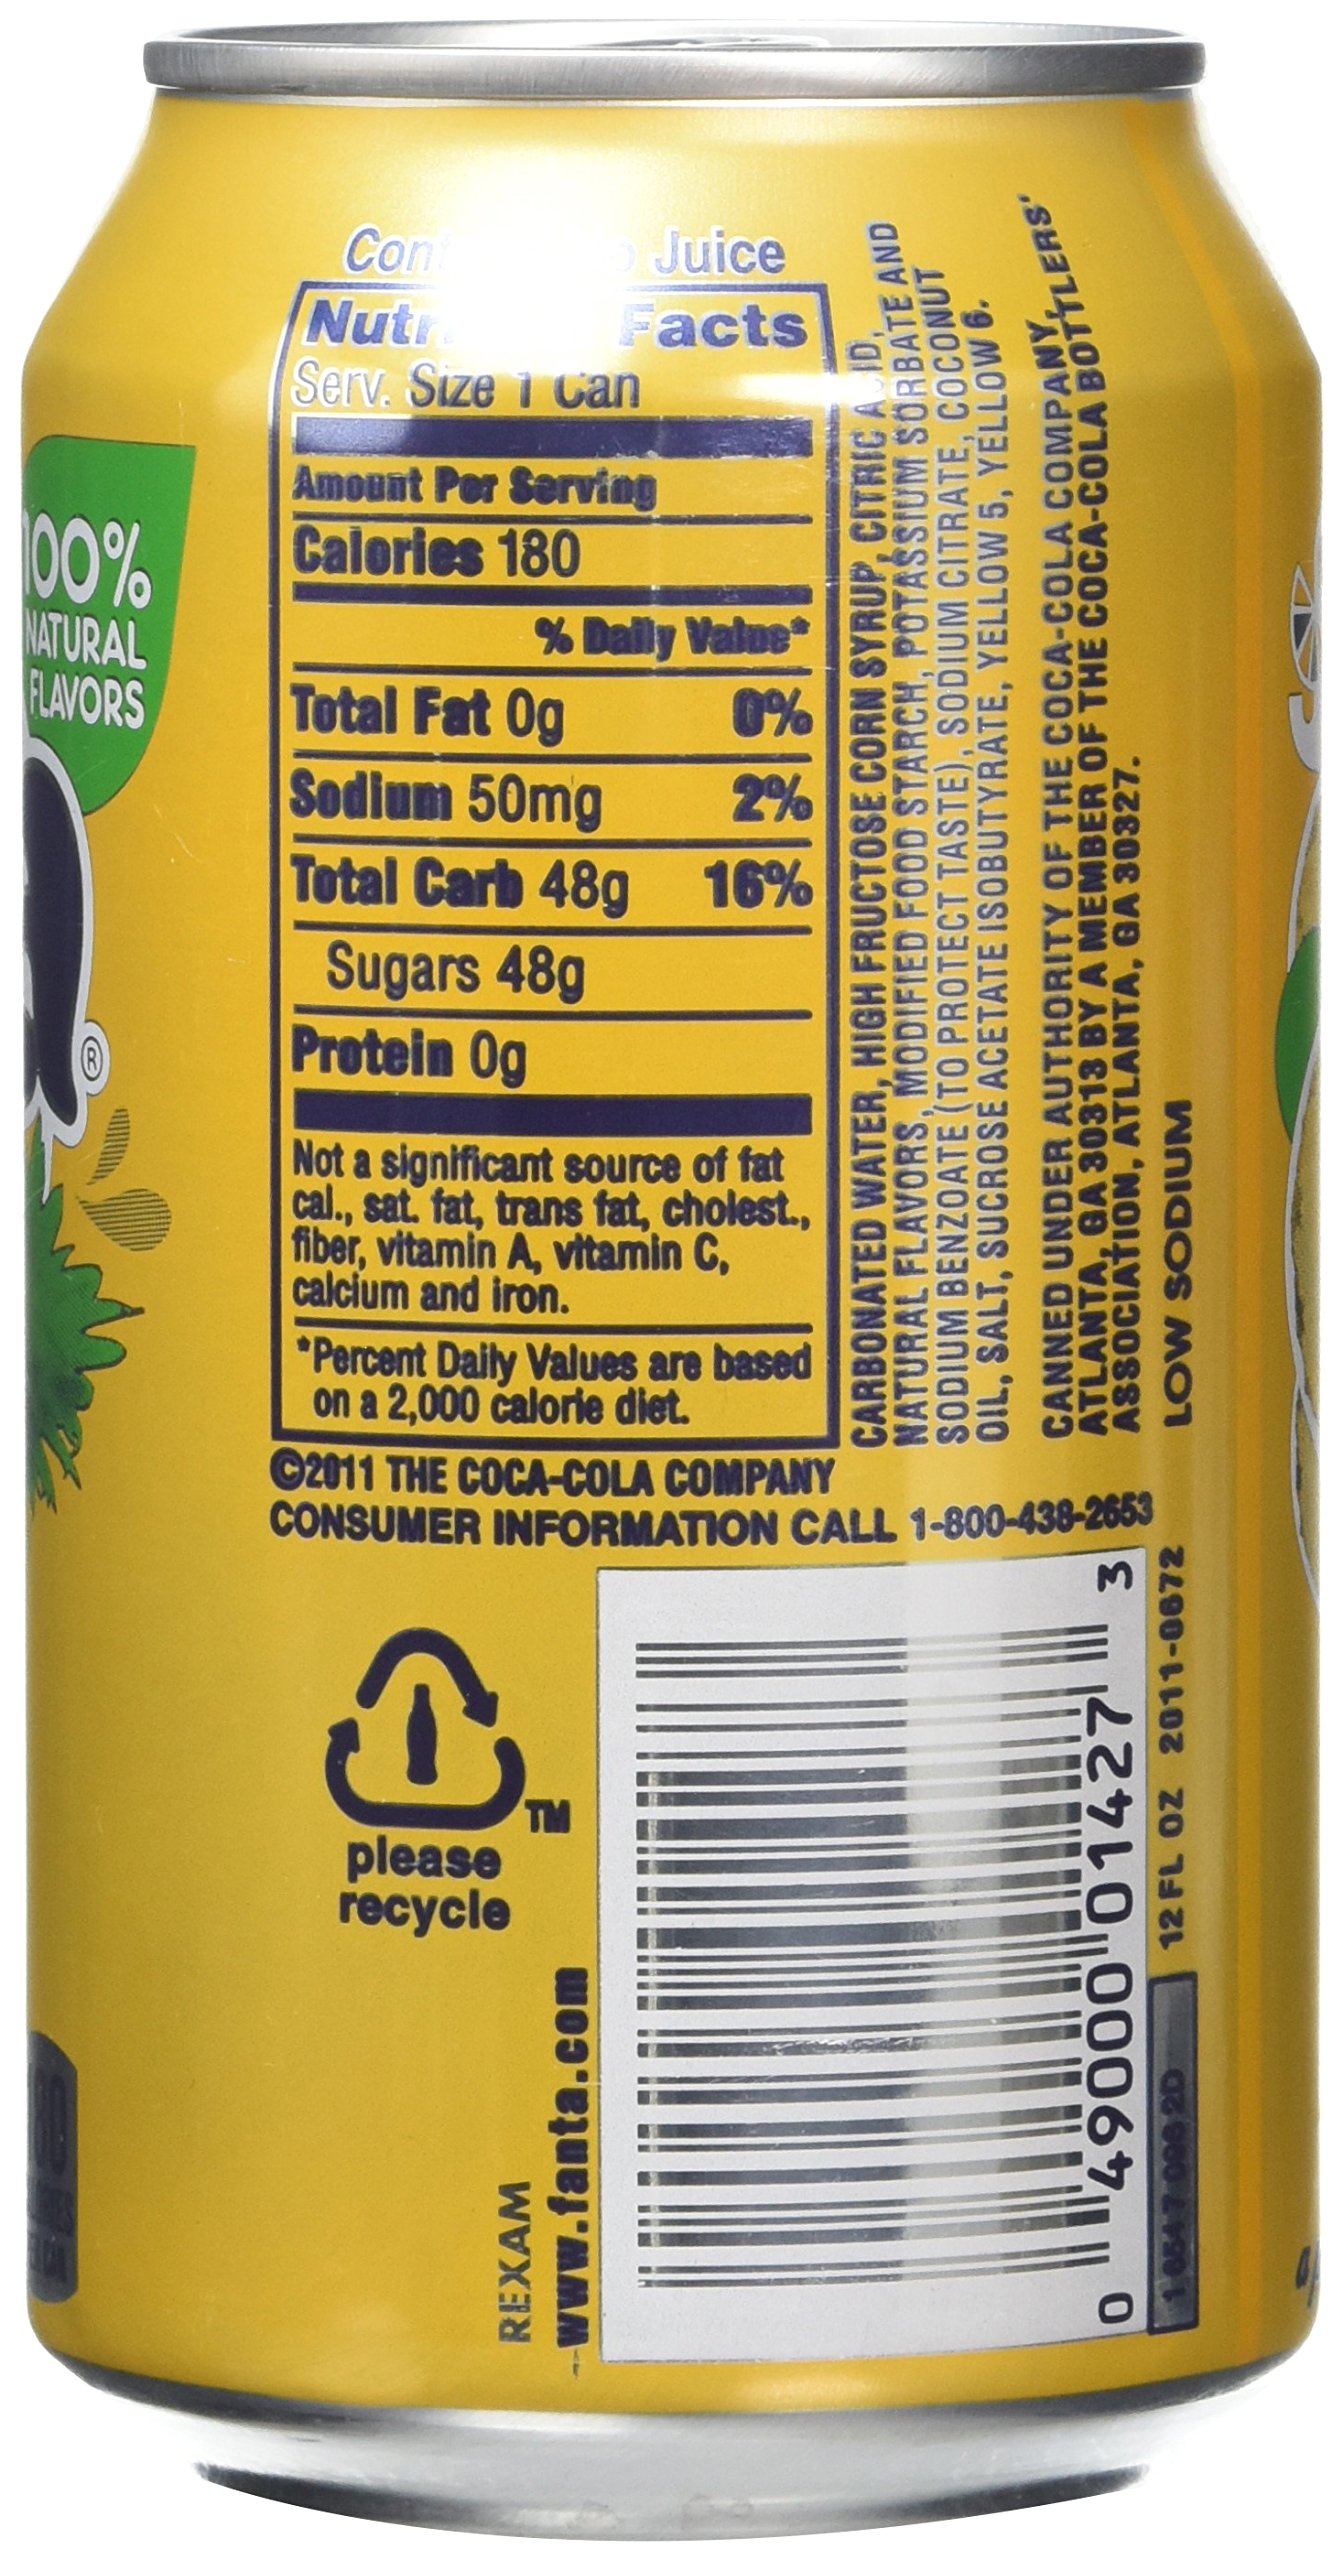 Juice
Facts
Serv. Size 1 Can
Amount Per Serving
Calories 180
% Daily Value*
Total Fat 0g 0%
Sodium 50mg 2%
Total Carb 48g 16%
Sugars 48g
Protein 0g
Not a significant source of fat
cal., sat. fat, trans fat, cholest.,
fiber, vitamin A, vitamin C,
calcium and iron.
*Percent Daily Values are based
on a 2,000 calorie diet.
©2011 THE COCA-COLA COMPANY
CONSUMER INFORMATION CALL 1-800-438-2653
CARBONATED WATER, HIGH FRUCTOSE CORN SYRUP, CITRIC ACID,
NATURAL FLAVORS, MODIFIED FOOD STARCH, POTASSIUM SORBATE AND
SODIUM BENZOATE (TO PROTECT TASTE), SODIUM CITRATE, COCONUT
OIL, SALT, SUCROSE ACETATE ISOBUTYRATE, YELLOW 5, YELLOW 6.
CANNED UNDER AUTHORITY OF THE COCA-COLA COMPANY,
ATLANTA, GA 30313 BY A MEMBER OF THE COCA-COLA BOTTLERS'
ASSOCIATION, ATLANTA, GA 30327.
LOW SODIUM
100%
NATURAL
FLAVORS
®
TM
please
recycle
REXAM
www.fanta.com
0 49000 01427 3
12 FL OZ 2011-0672